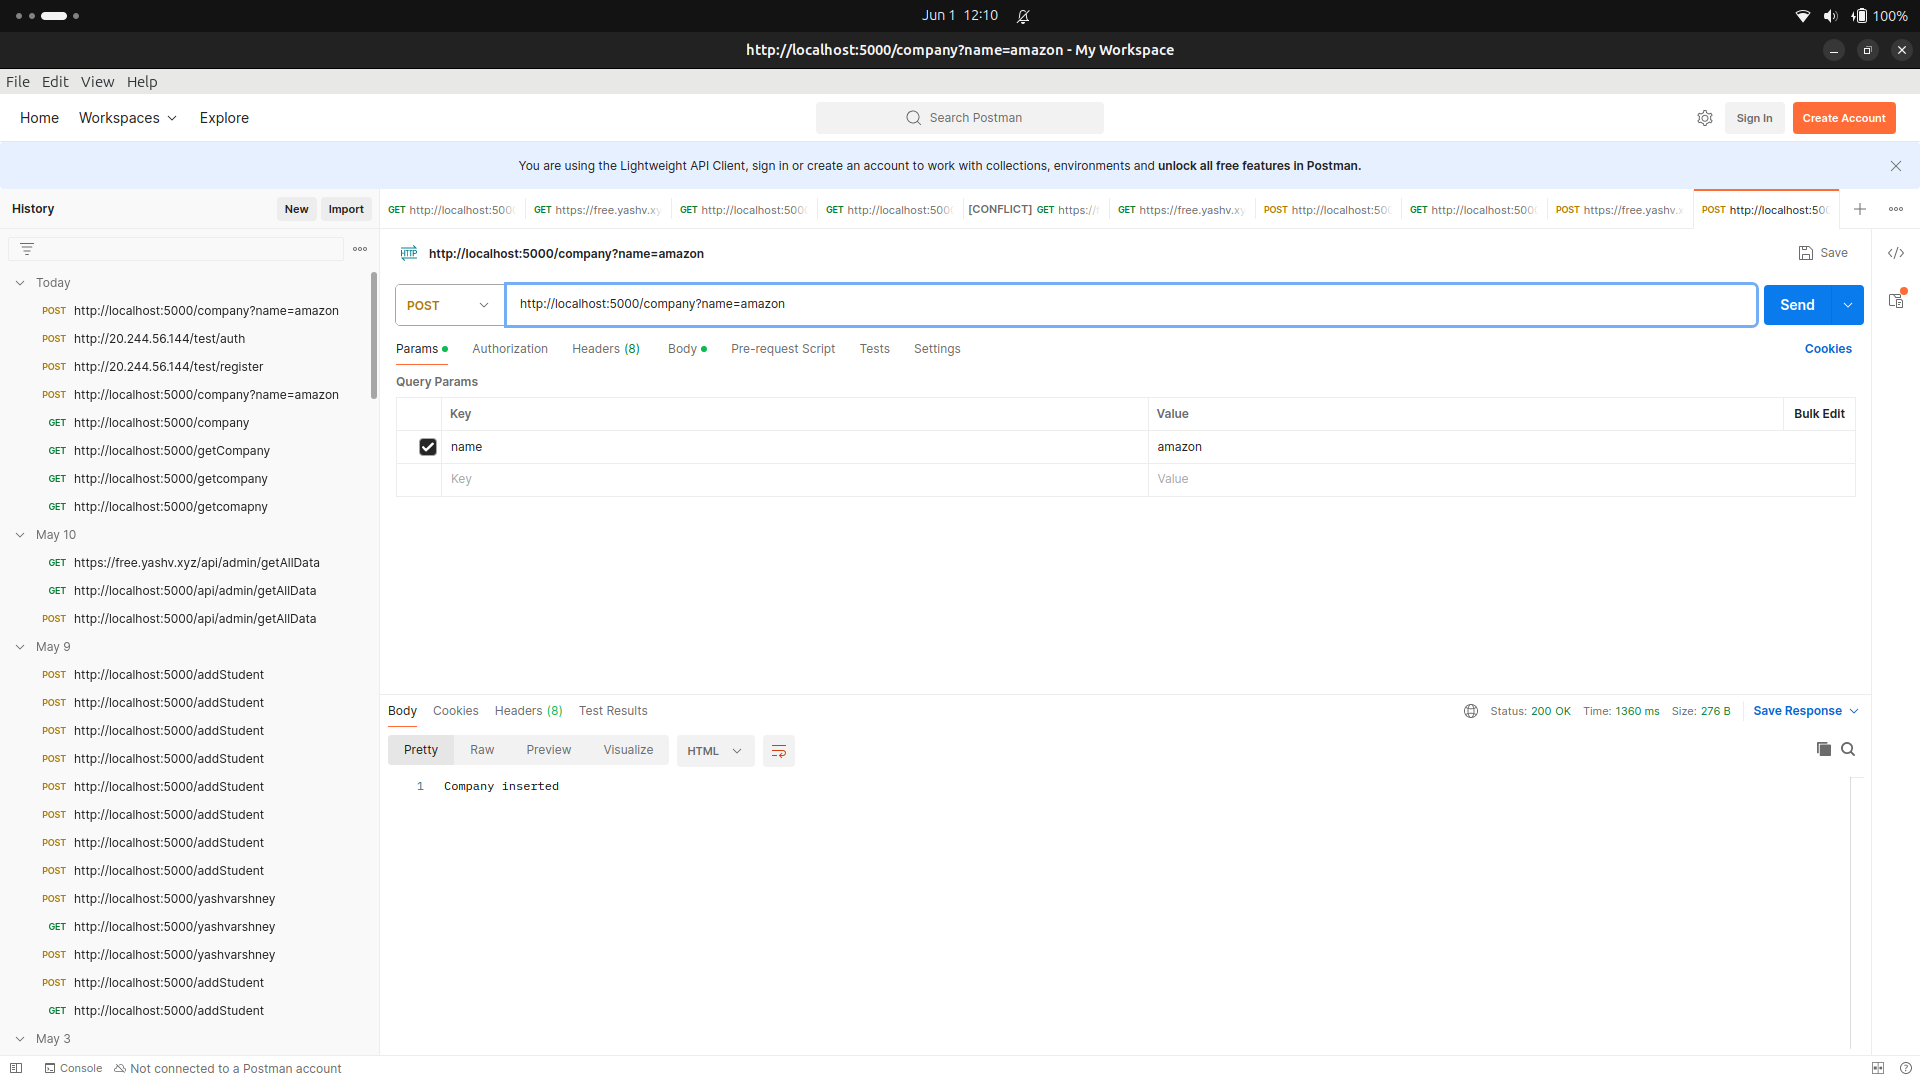 Jun 1 12:10
100%
http://localhost:5000/company?name=amazon - My Workspace
File Edit View Help
Home Workspaces Explore
Search Postman
Sign In
Create Account
You are using the Lightweight API Client, sign in or create an account to work with collections, environments and unlock all free features in Postman.
History
New
Import
GET http://localhost:500
GET https://free.yashv.xy
GET http://localhost:500
GET http://localhost:500
[CONFLICT] GET https://f
GET https://free.yashv.xy
POST http://localhost:500
GET http://localhost:500
POST https://free.yashv.x
POST http://localhost:500
Today
POST http://localhost:5000/company?name=amazon
POST http://20.244.56.144/test/auth
POST http://20.244.56.144/test/register
POST http://localhost:5000/company?name=amazon
GET http://localhost:5000/company
GET http://localhost:5000/getCompany
GET http://localhost:5000/getcompany
GET http://localhost:5000/getcomapny
May 10
GET https://free.yashv.xyz/api/admin/getAllData
GET http://localhost:5000/api/admin/getAllData
POST http://localhost:5000/api/admin/getAllData
May 9
POST http://localhost:5000/addStudent
POST http://localhost:5000/addStudent
POST http://localhost:5000/addStudent
POST http://localhost:5000/addStudent
POST http://localhost:5000/addStudent
POST http://localhost:5000/addStudent
POST http://localhost:5000/addStudent
POST http://localhost:5000/addStudent
POST http://localhost:5000/yashvarshney
GET http://localhost:5000/yashvarshney
POST http://localhost:5000/yashvarshney
POST http://localhost:5000/addStudent
GET http://localhost:5000/addStudent
May 3
HTTP http://localhost:5000/company?name=amazon
Save
POST
http://localhost:5000/company?name=amazon
Send
Params Authorization Headers (8) Body Pre-request Script Tests Settings
Cookies
Query Params
Key Value Bulk Edit
name amazon
Key Value
Body Cookies Headers (8) Test Results
Status: 200 OK Time: 1360 ms Size: 276 B
Save Response
Pretty Raw Preview Visualize HTML
1 Company inserted
Console Not connected to a Postman account